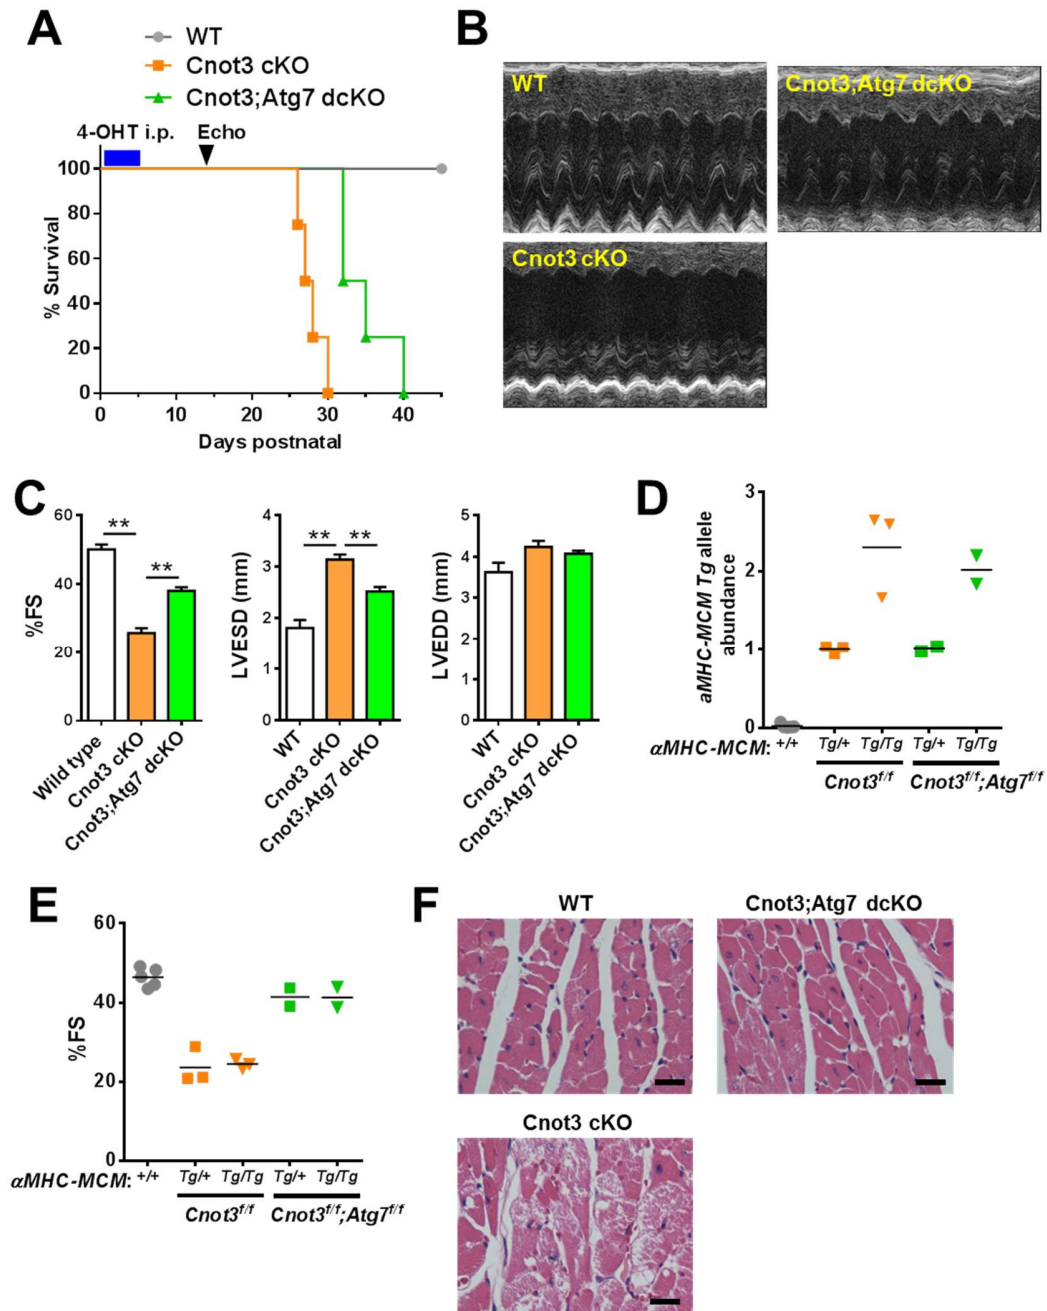 A
WT
Cnot3 cKO
Cnot3;Atg7 dcKO
4-OHT i.p. Echo
100
80
60
40
20
0
% Survival
0 10 20 30 40
Days postnatal
B
WT
Cnot3;Atg7 dcKO
Cnot3 cKO
C
60
40
20
0
%FS
**
**
Wild type
Cnot3 cKO
Cnot3;Atg7 dcKO
4
3
2
1
0
LVESD (mm)
** **
WT
Cnot3 cKO
Cnot3;Atg7 dcKO
5
4
3
2
1
0
LVEDD (mm)
WT
Cnot3 cKO
Cnot3;Atg7 dcKO
D
3
2
1
0
aMHC-MCM Tg allele
abundance
αMHC-MCM: +/+ Tg/+ Tg/Tg Tg/+ Tg/Tg
Cnot3f/f Cnot3f/f;Atg7f/f
E
60
40
20
0
%FS
αMHC-MCM: +/+ Tg/+ Tg/Tg Tg/+ Tg/Tg
Cnot3f/f Cnot3f/f;Atg7f/f
F
WT
Cnot3;Atg7 dcKO
Cnot3 cKO